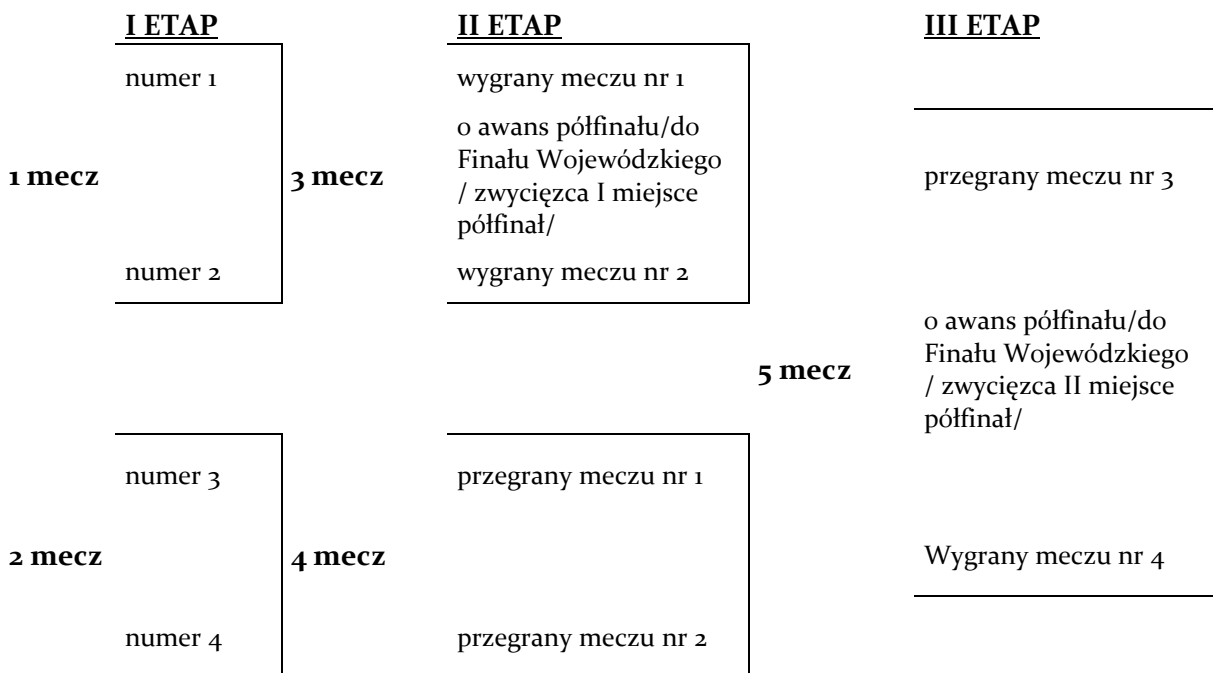 I ETAP
II ETAP
III ETAP
numer 1
wygrany meczu nr 1
o awans półfinału/do
Finału Wojewódzkiego
/ zwycięzca I miejsce
półfinał/
1 mecz
3 mecz
przegrany meczu nr 3
numer 2
wygrany meczu nr 2
5 mecz
o awans półfinału/do
Finału Wojewódzkiego
/ zwycięzca II miejsce
półfinał/
numer 3
przegrany meczu nr 1
2 mecz
4 mecz
Wygrany meczu nr 4
numer 4
przegrany meczu nr 2